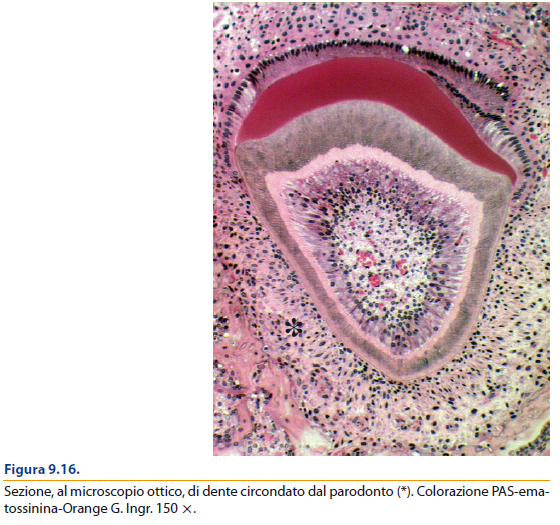 *
Figura 9.16.
Sezione, al microscopio ottico, di dente circondato dal parodonto (*). Colorazione PAS-ema-
tossinina-Orange G. Ingr. 150 ×.